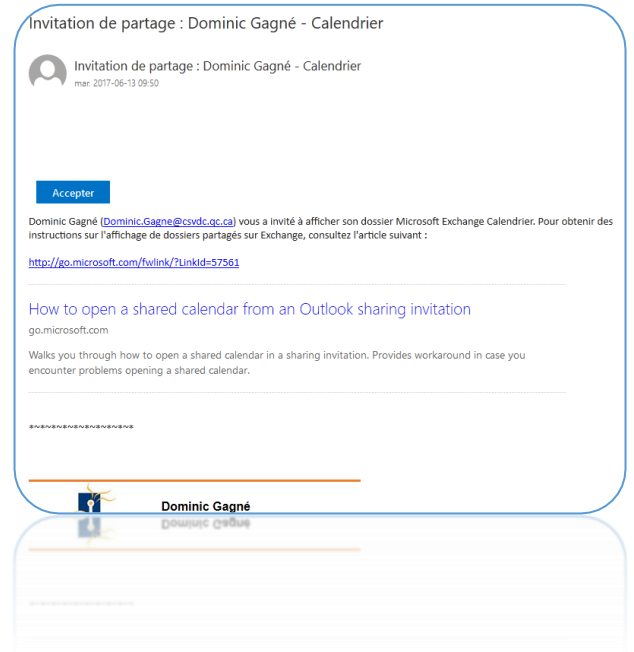 Invitation de partage : Dominic Gagné - Calendrier
Invitation de partage : Dominic Gagné - Calendrier
mar. 2017-06-13 09:50
Accepter
Dominic Gagné (Dominic.Gagne@csvdc.qc.ca) vous a invité à afficher son dossier Microsoft Exchange Calendrier. Pour obtenir des
instructions sur l'affichage de dossiers partagés sur Exchange, consultez l'article suivant :
http://go.microsoft.com/fwlink/?LinkId=57561
How to open a shared calendar from an Outlook sharing invitation
go.microsoft.com
Walks you through how to open a shared calendar in a sharing invitation. Provides workaround in case you
encounter problems opening a shared calendar.
*~*~*~*~*~*~*~*~*~*
Dominic Gagné